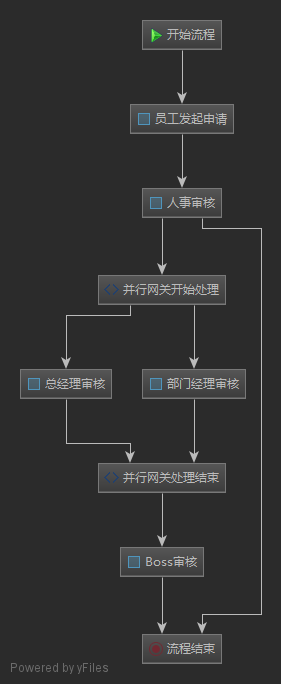 开始流程
员工发起申请
人事审核
并行网关开始处理
总经理审核
部门经理审核
并行网关处理结束
Boss审核
流程结束
Powered by yFiles